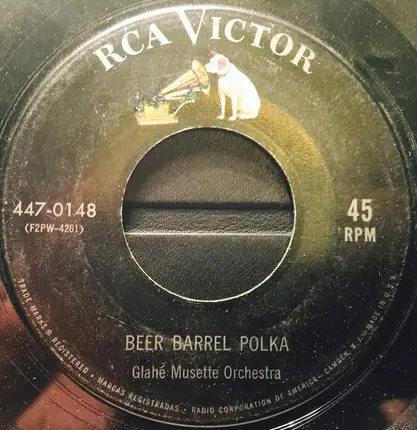 RCA VICTOR
447-0148
(F2PW-4261)
45
RPM
BEER BARREL POLKA
Glahé Musette Orchestra
TRADE MARKS ® REGISTERED • MARCAS REGISTRADAS • RADIO CORPORATION OF AMERICA—CAMDEN, N.J.—MADE IN U.S.A.